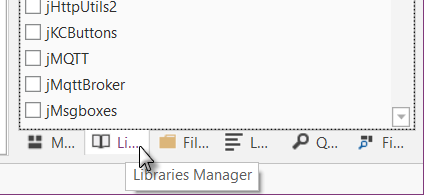 jHttpUtils2
jKCButtons
jMQTT
jMqttBroker
jMsgboxes
M... Li... Fil... L... Q... Fi...
Libraries Manager